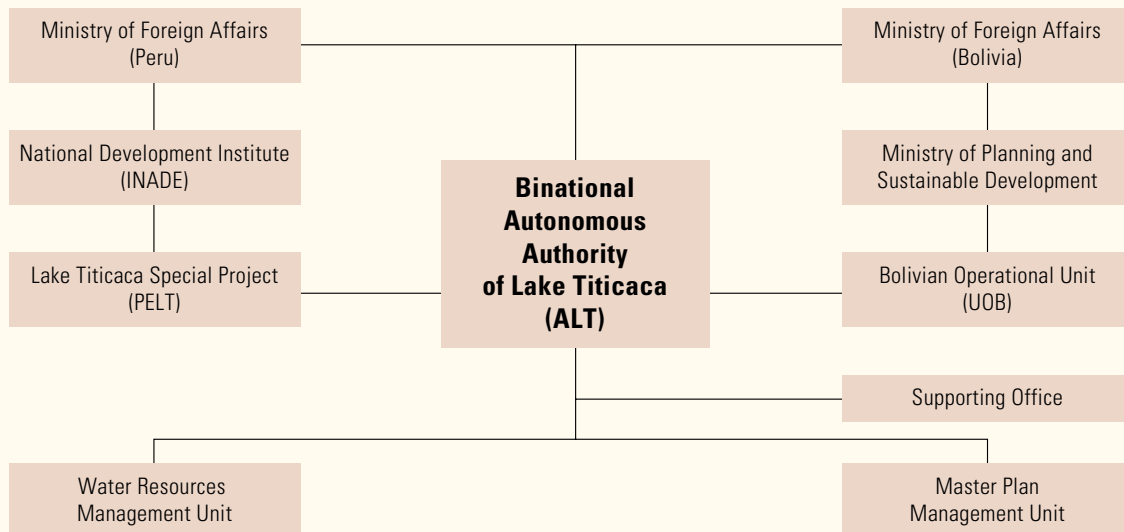 Ministry of Foreign Affairs
(Peru)
Ministry of Foreign Affairs
(Bolivia)
National Development Institute
(INADE)
Ministry of Planning and
Sustainable Development
Binational
Autonomous
Authority
of Lake Titicaca
(ALT)
Lake Titicaca Special Project
(PELT)
Bolivian Operational Unit
(UOB)
Supporting Office
Water Resources
Management Unit
Master Plan
Management Unit